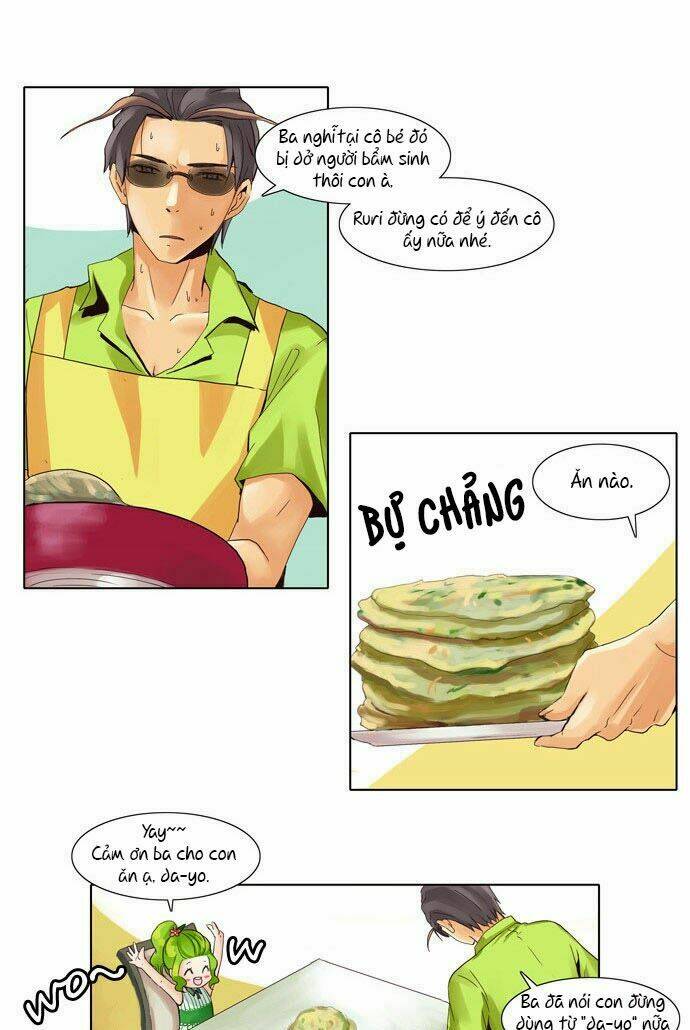 Ba nghĩ tại cô bé đó
bị dở người bẩm sinh
thôi con à.
Ruri đừng có để ý đến cô
ấy nữa nhé.
Ăn nào.
BỰ CHẢNG
Yay~~
Cảm ơn ba cho con
ăn ạ, da-yo.
WO~
W
Ba đã nói con đừng
dùng từ "da-yo" nữa